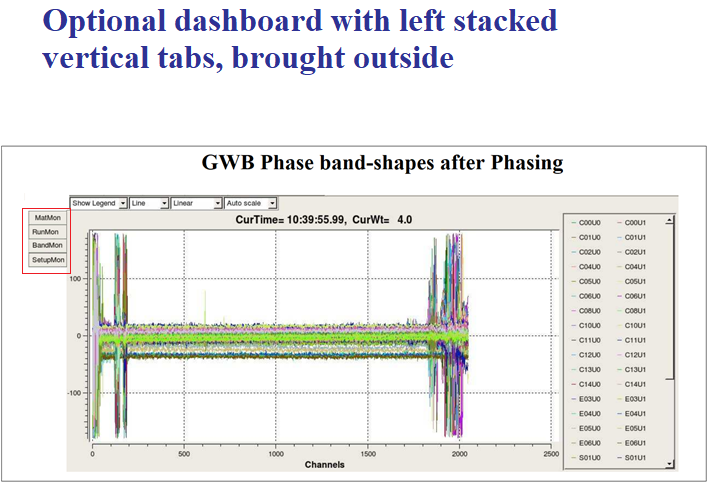 Optional dashboard with left stacked
vertical tabs, brought outside
GWB Phase band-shapes after Phasing
Show Legend Line Linear Auto scale
CurTime= 10:39:55.99, CurWt= 4.0
MatMon
RunMon
BandMon
SetupMon
100
0
-100
0 500 1000 1500 2000 2500
Channels
C00U0 C00U1
C01U0 C01U1
C02U0 C02U1
C04U0 C04U1
C05U0 C05U1
C06U0 C06U1
C08U0 C08U1
C10U0 C10U1
C11U0 C11U1
C12U0 C12U1
C13U0 C13U1
C14U0 C14U1
E03U0 E03U1
E04U0 E04U1
E05U0 E05U1
E06U0 E06U1
S01U0 S01U1